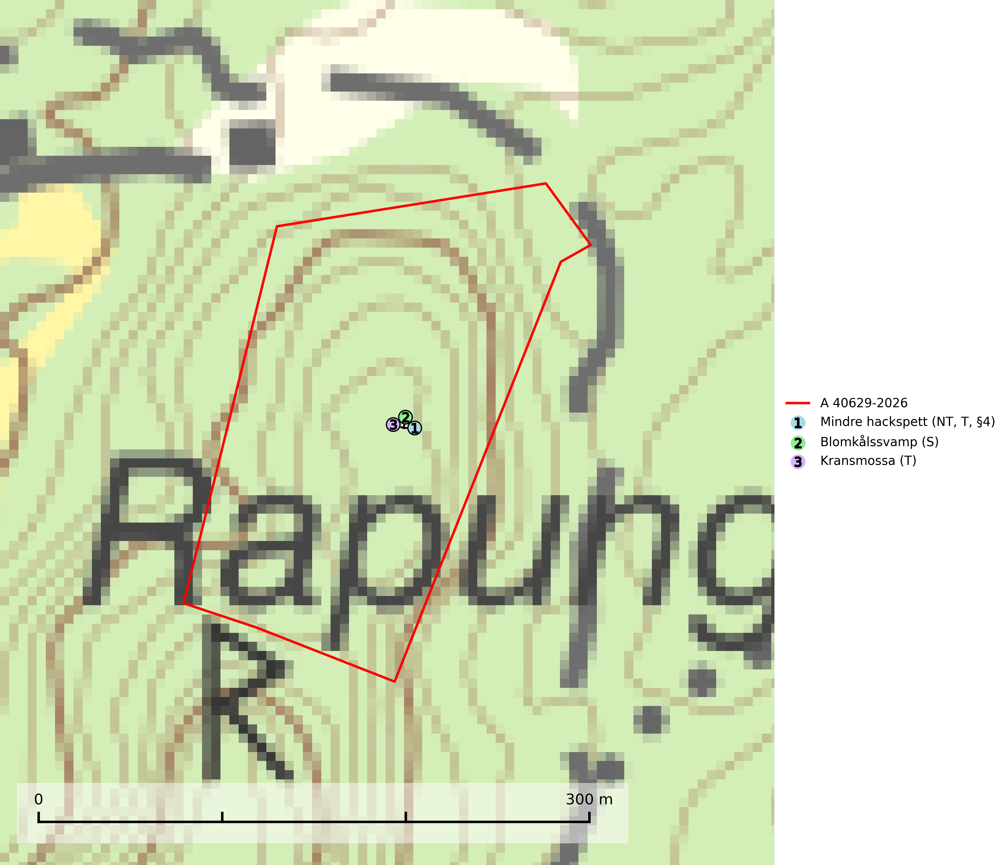 Rapung
K
2
3
1
0
300 m
A 40629-2026
1 Mindre hackspett (NT, T, §4)
2 Blomkålssvamp (S)
3 Kransmossa (T)